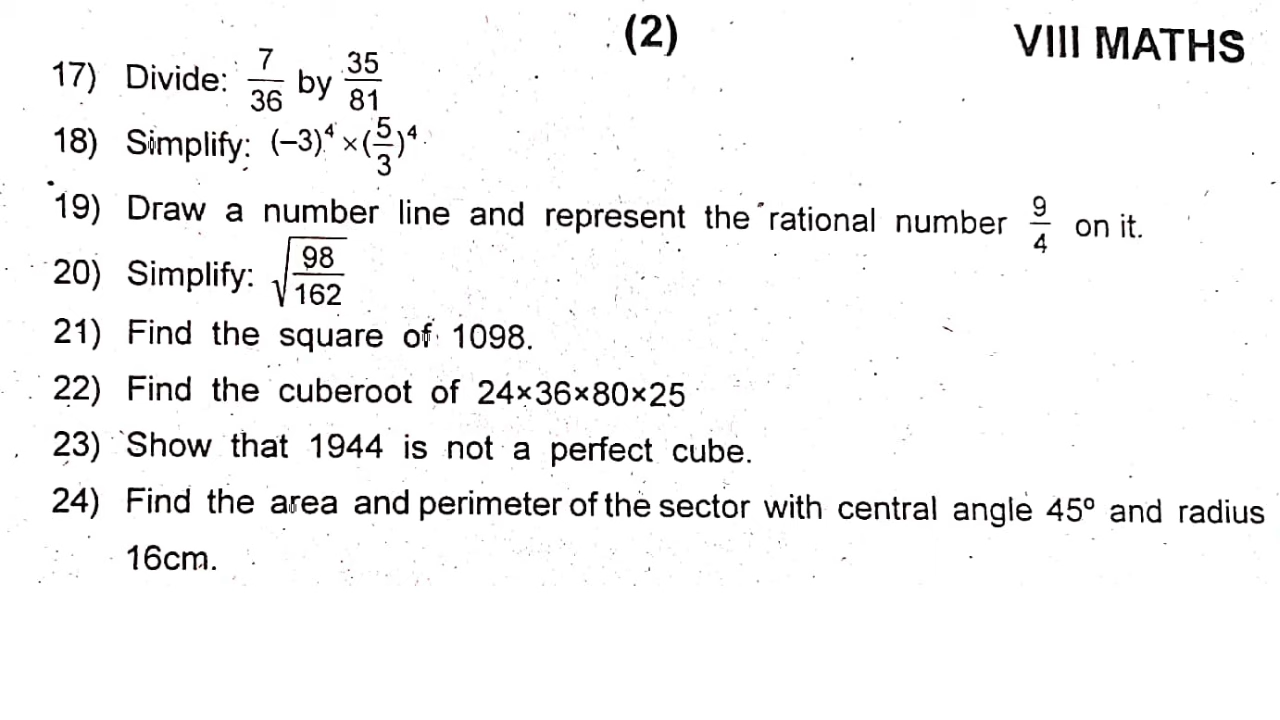 (2)
VIII MATHS
17) Divide: 7/36 by 35/81
18) Simplify: (–3)⁴ × (5/3)⁴
19) Draw a number line and represent the rational number 9/4 on it.
20) Simplify: √(98/162)
21) Find the square of 1098.
22) Find the cuberoot of 24×36×80×25
23) Show that 1944 is not a perfect cube.
24) Find the area and perimeter of the sector with central angle 45º and radius
16cm.